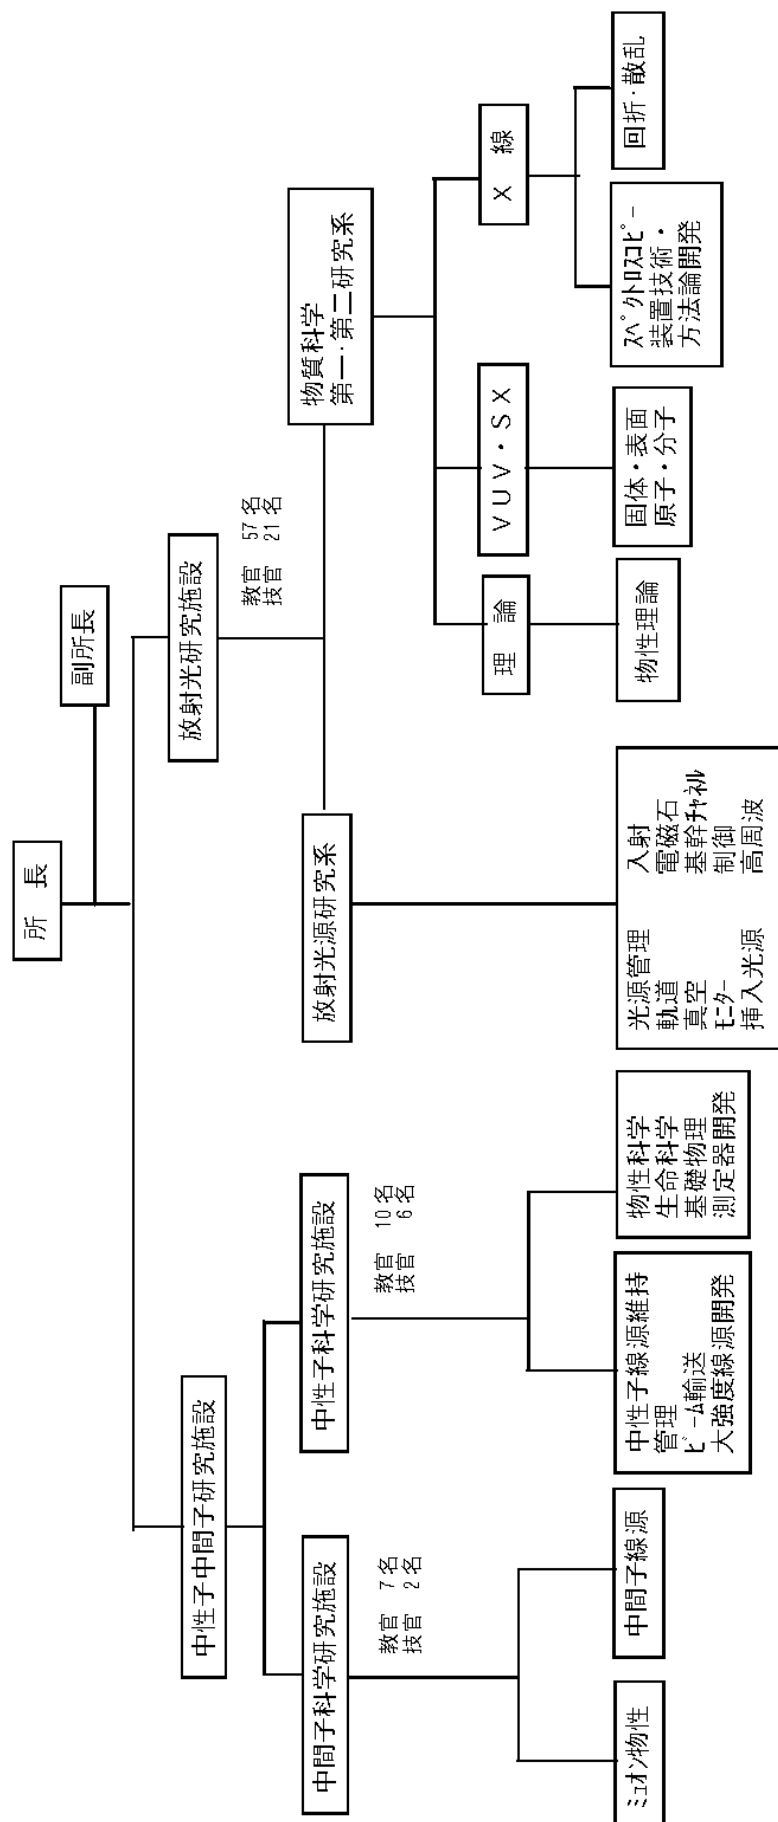 所 長
副所長
中性子中間子研究施設
放射光研究施設
教官 57名
技官 21名
中間子科学研究施設
教官 7名
技官 2名
中性子科学研究施設
教官 10名
技官 6名
放射光源研究系
物質科学
第一・第二研究系
理 論
VUV・SX
X 線
ミュオン物性
中間子線源
中性子線源維持
管理
ビーム輸送
大強度線源開発
物性科学
生命科学
基礎物理
測定器開発
光源管理 入射
軌道 電磁石
真空 基幹チャネル
モニター 制御
挿入光源 高周波
物性理論
固体・表面
原子・分子
スペクトロスコピー
装置技術・
方法論開発
回折・散乱